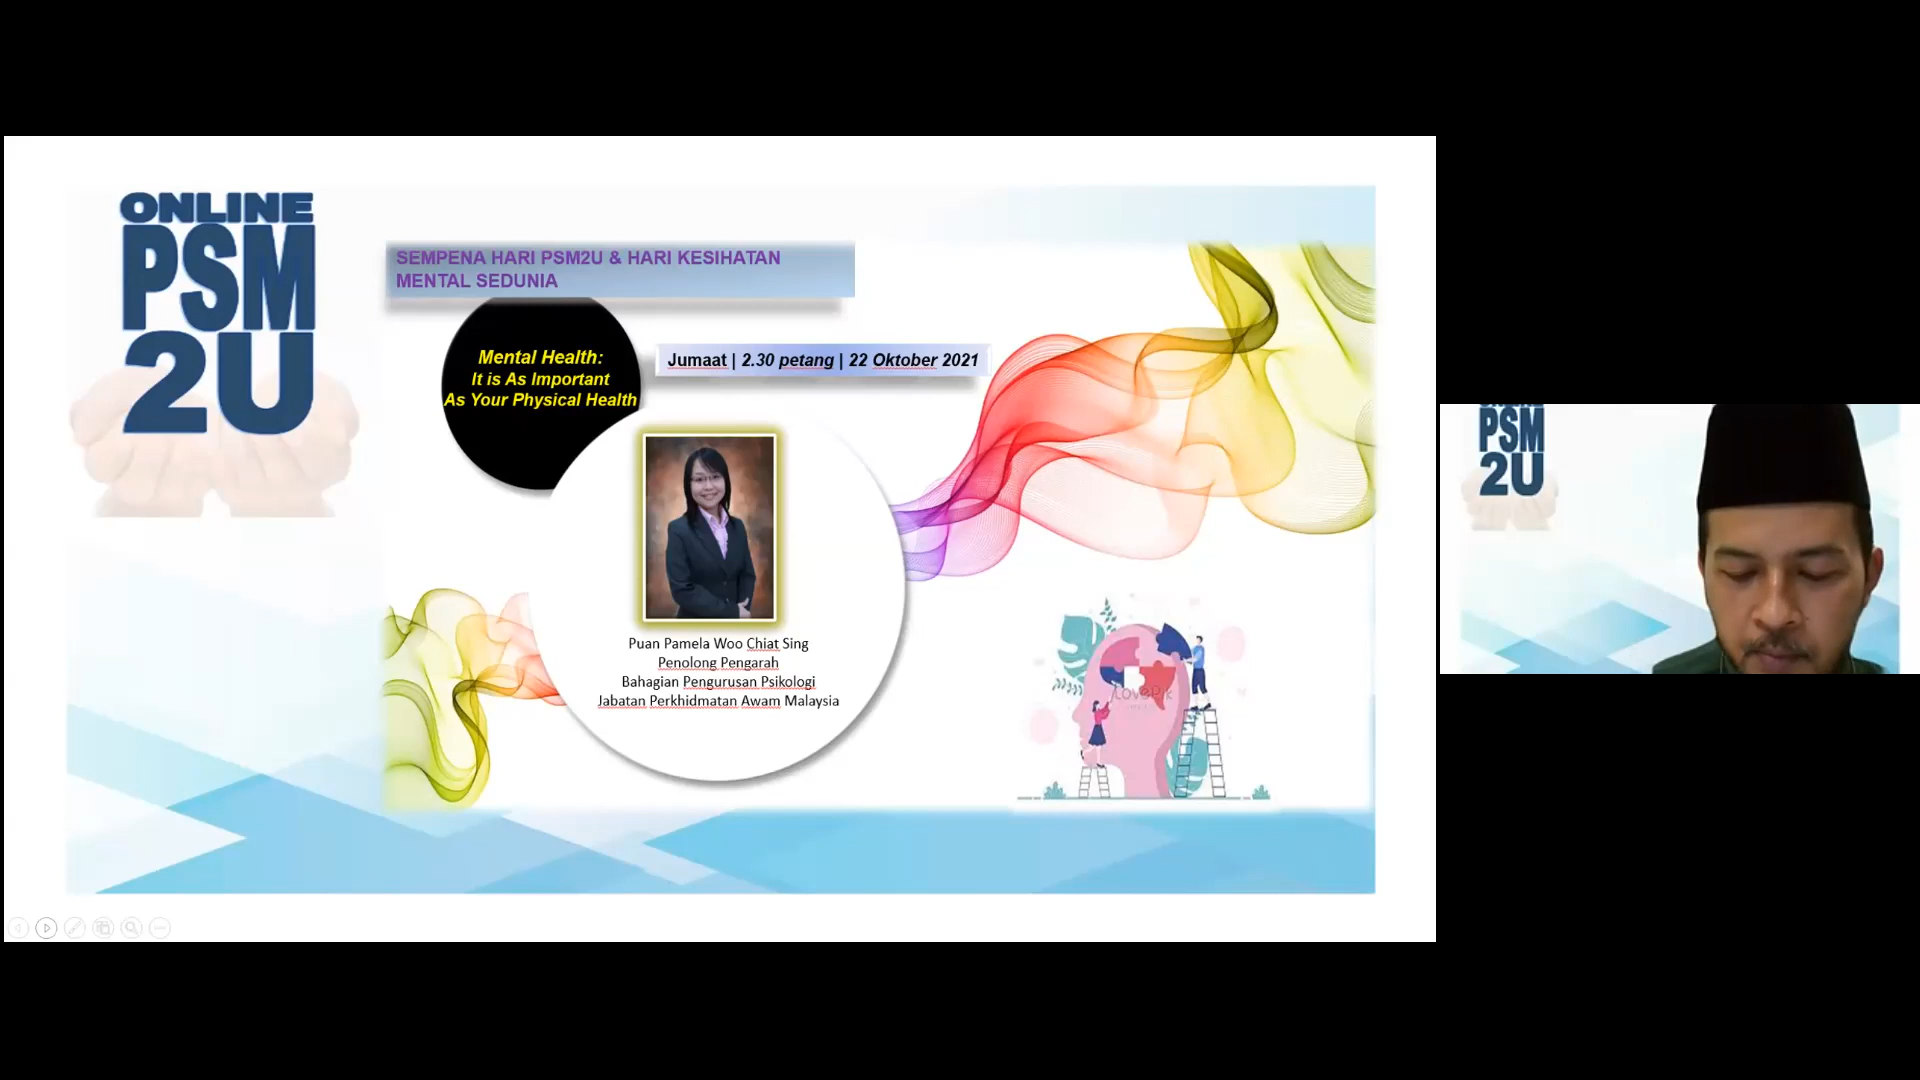 ONLINE
PSM
2U
SEMPENA HARI PSM2U & HARI KESIHATAN
MENTAL SEDUNIA
Mental Health:
It is As Important
As Your Physical Health
Jumaat | 2.30 petang | 22 Oktober 2021
Puan Pamela Woo Chiat Sing
Penolong Pengarah
Bahagian Pengurusan Psikologi
Jabatan Perkhidmatan Awam Malaysia
LovePik
PSM
2U